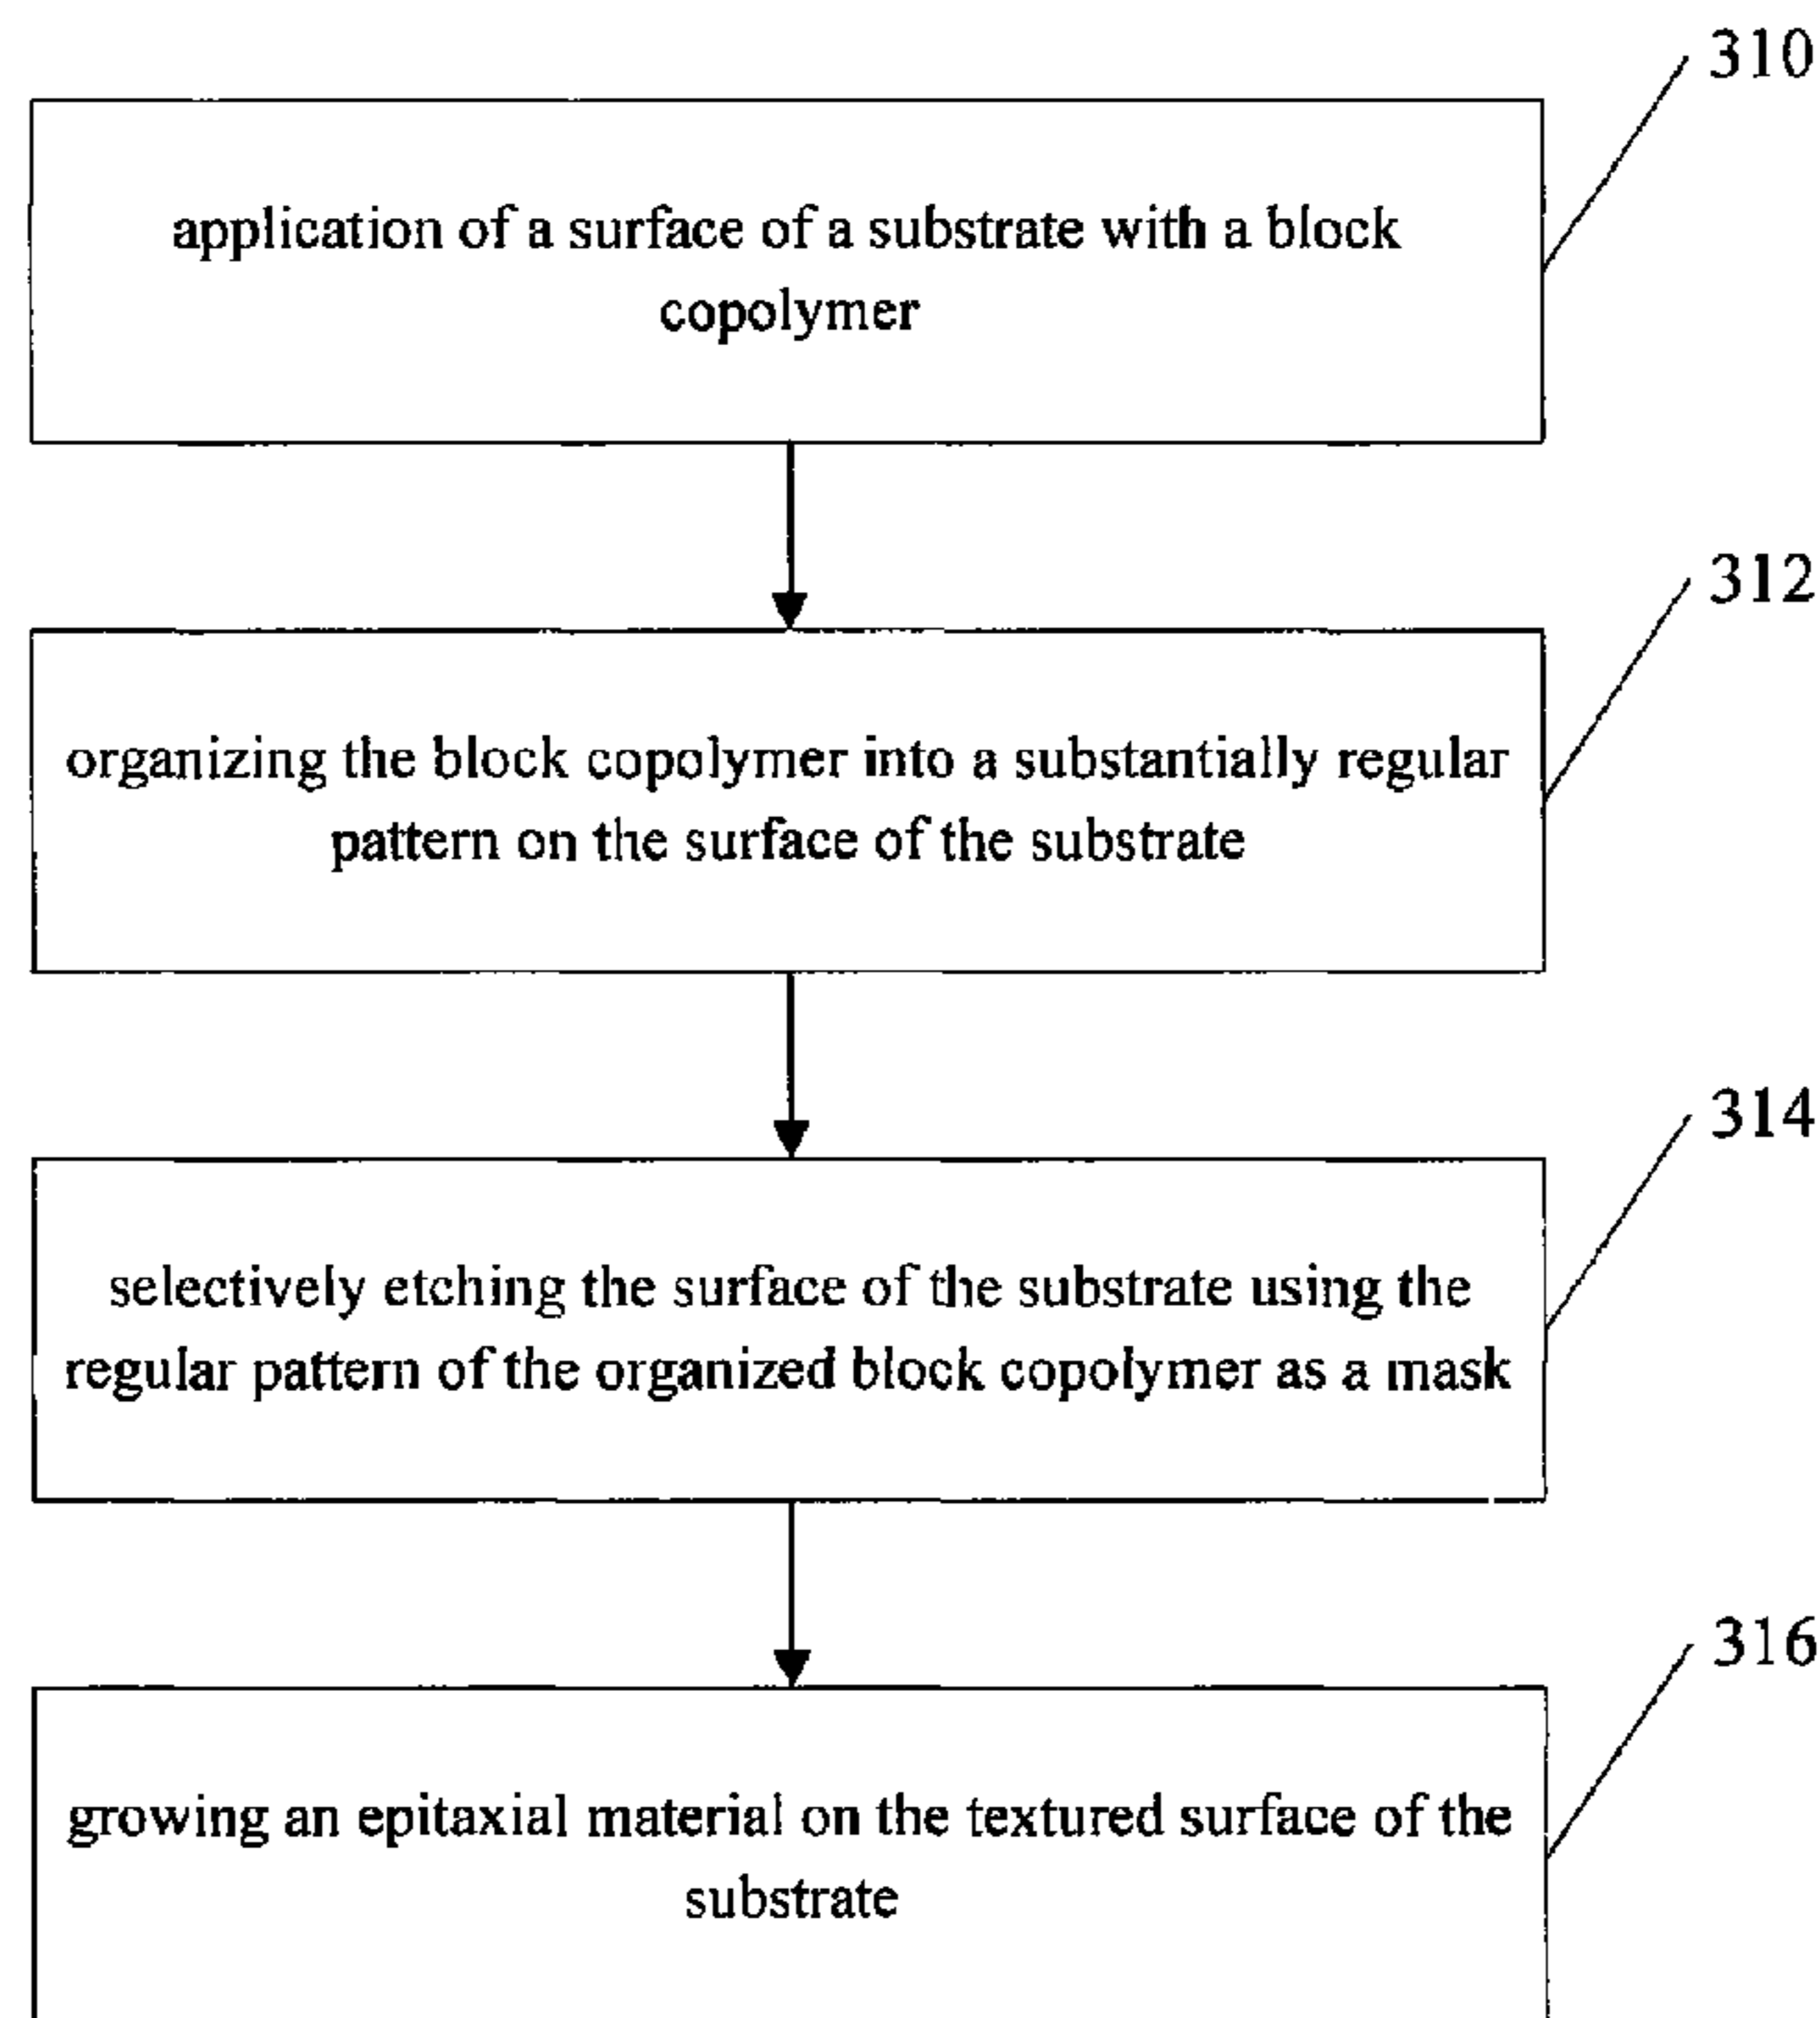 310
application of a surface of a substrate with a block
copolymer
312
organizing the block copolymer into a substantially regular
pattern on the surface of the substrate
314
selectively etching the surface of the substrate using the
regular pattern of the organized block copolymer as a mask
316
growing an epitaxial material on the textured surface of the
substrate